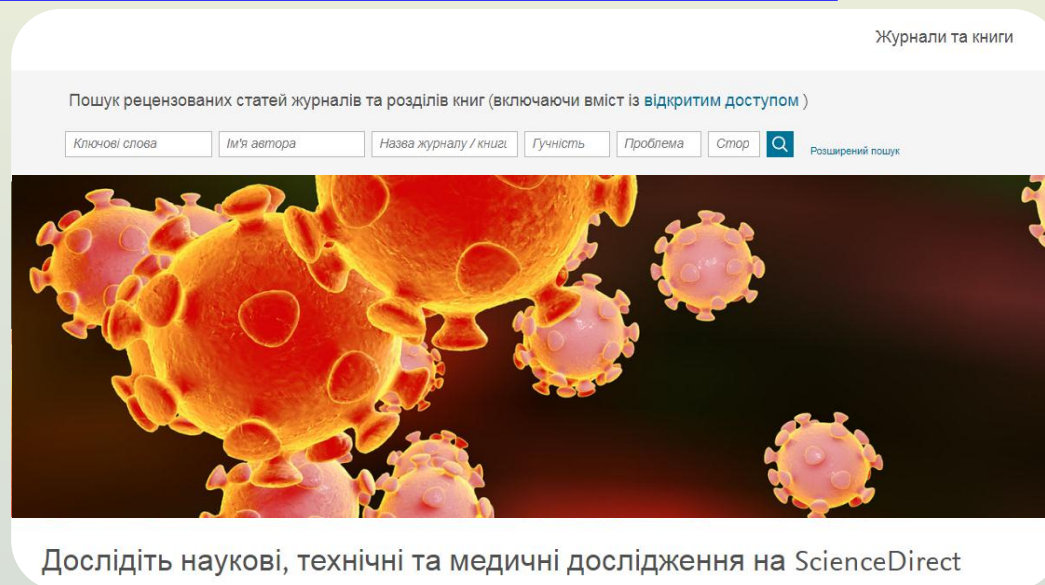 Журнали та книги
Пошук рецензованих статей журналів та розділів книг (включаючи вміст із відкритим доступом )
Ключові слова Ім'я автора Назва журналу / книги Гучність Проблема Стор Розширений пошук
Дослідіть наукові, технічні та медичні дослідження на ScienceDirect